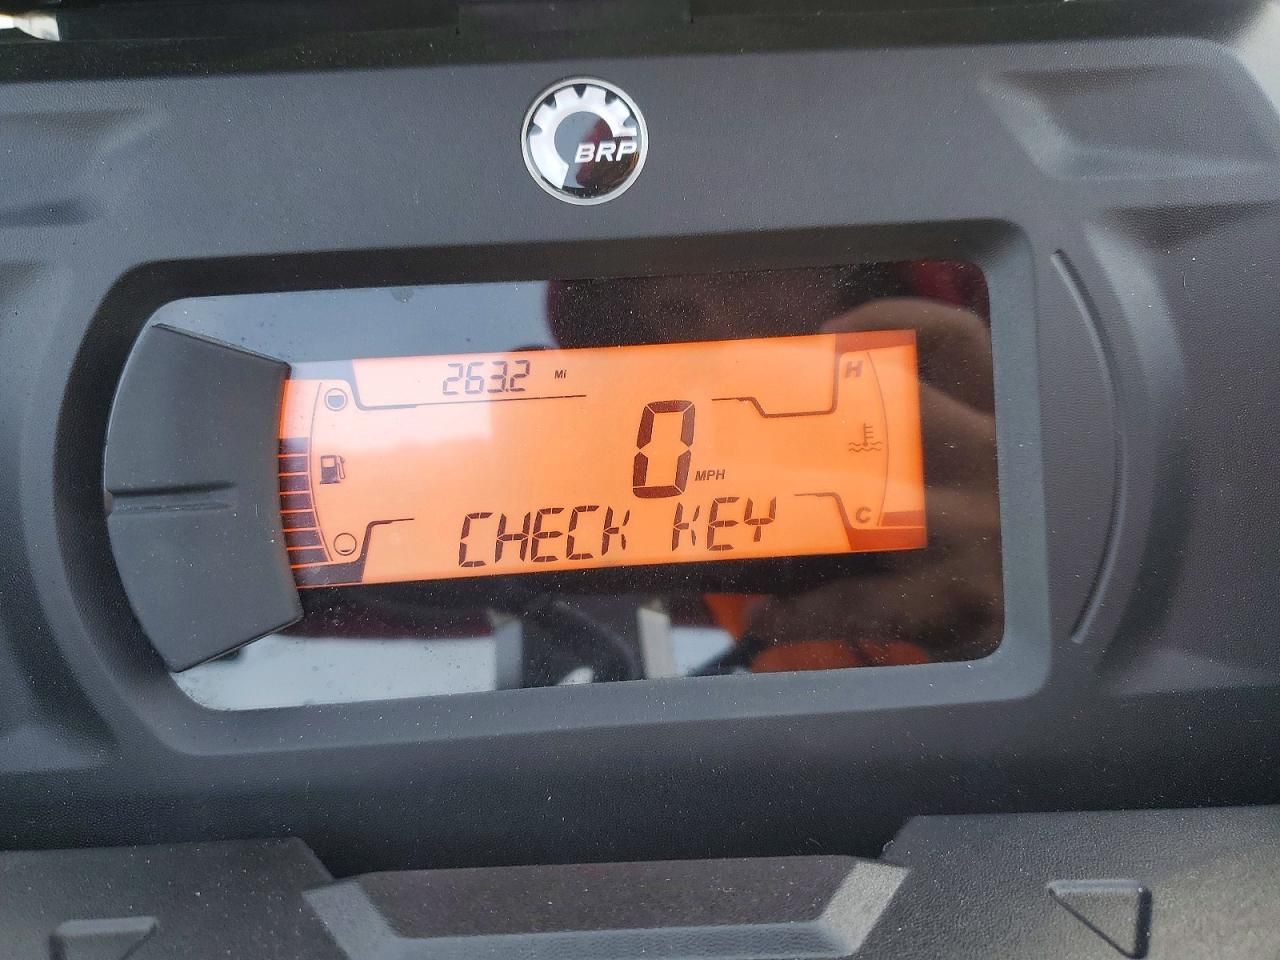 BRP
263.2 Mi
H
0 MPH
C
CHECK KEY